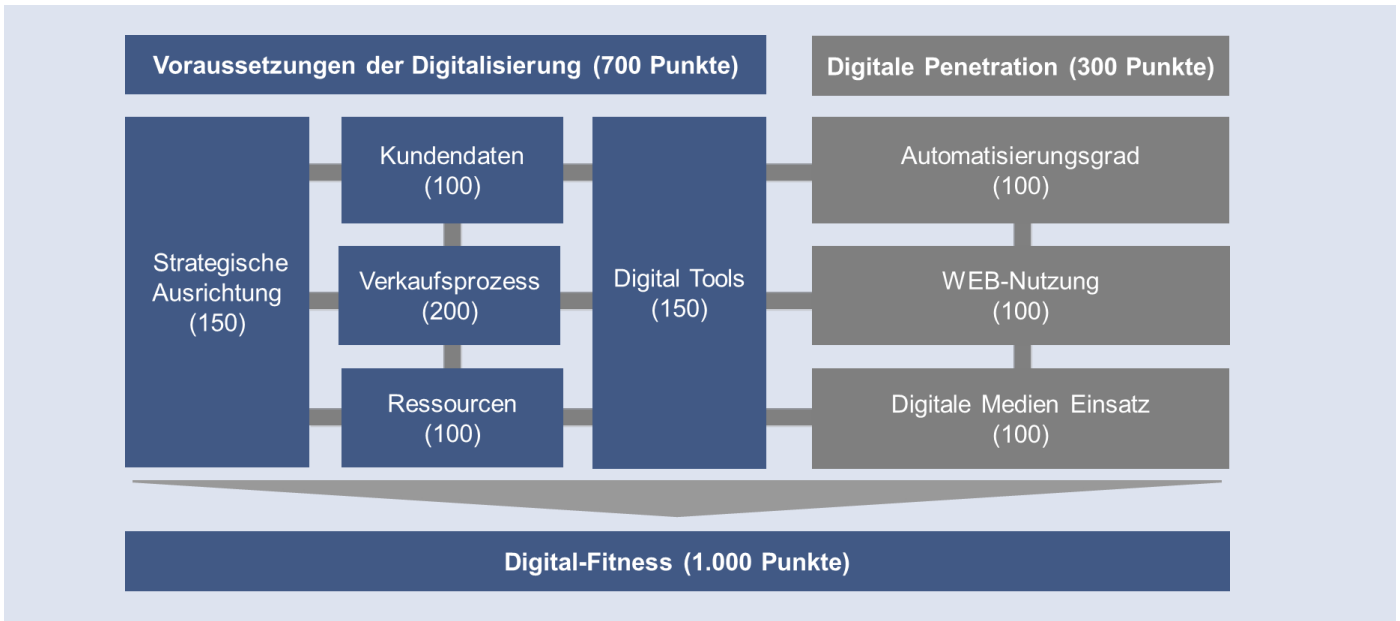 Voraussetzungen der Digitalisierung (700 Punkte)
Digitale Penetration (300 Punkte)
Strategische
Ausrichtung
(150)
Kundendaten
(100)
Verkaufsprozess
(200)
Ressourcen
(100)
Digital Tools
(150)
Automatisierungsgrad
(100)
WEB-Nutzung
(100)
Digitale Medien Einsatz
(100)
Digital-Fitness (1.000 Punkte)